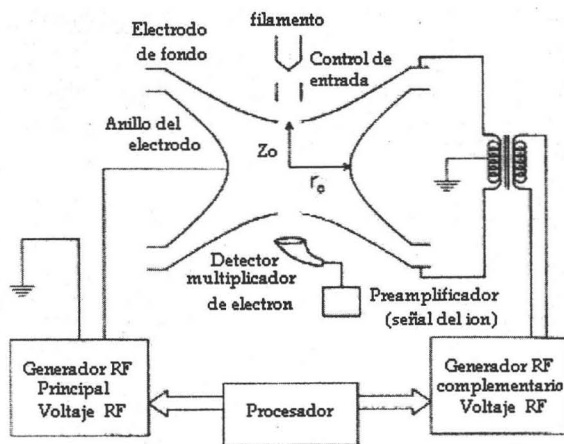 filamento
Electrodo
de fondo
Control de
entrada
Anillo del
electrodo
Zo
ro
Detector
multiplicador
de electron
Preamplificador
(señal del ion)
Generador RF
Principal
Voltaje RF
Procesador
Generador RF
complementario
Voltaje RF